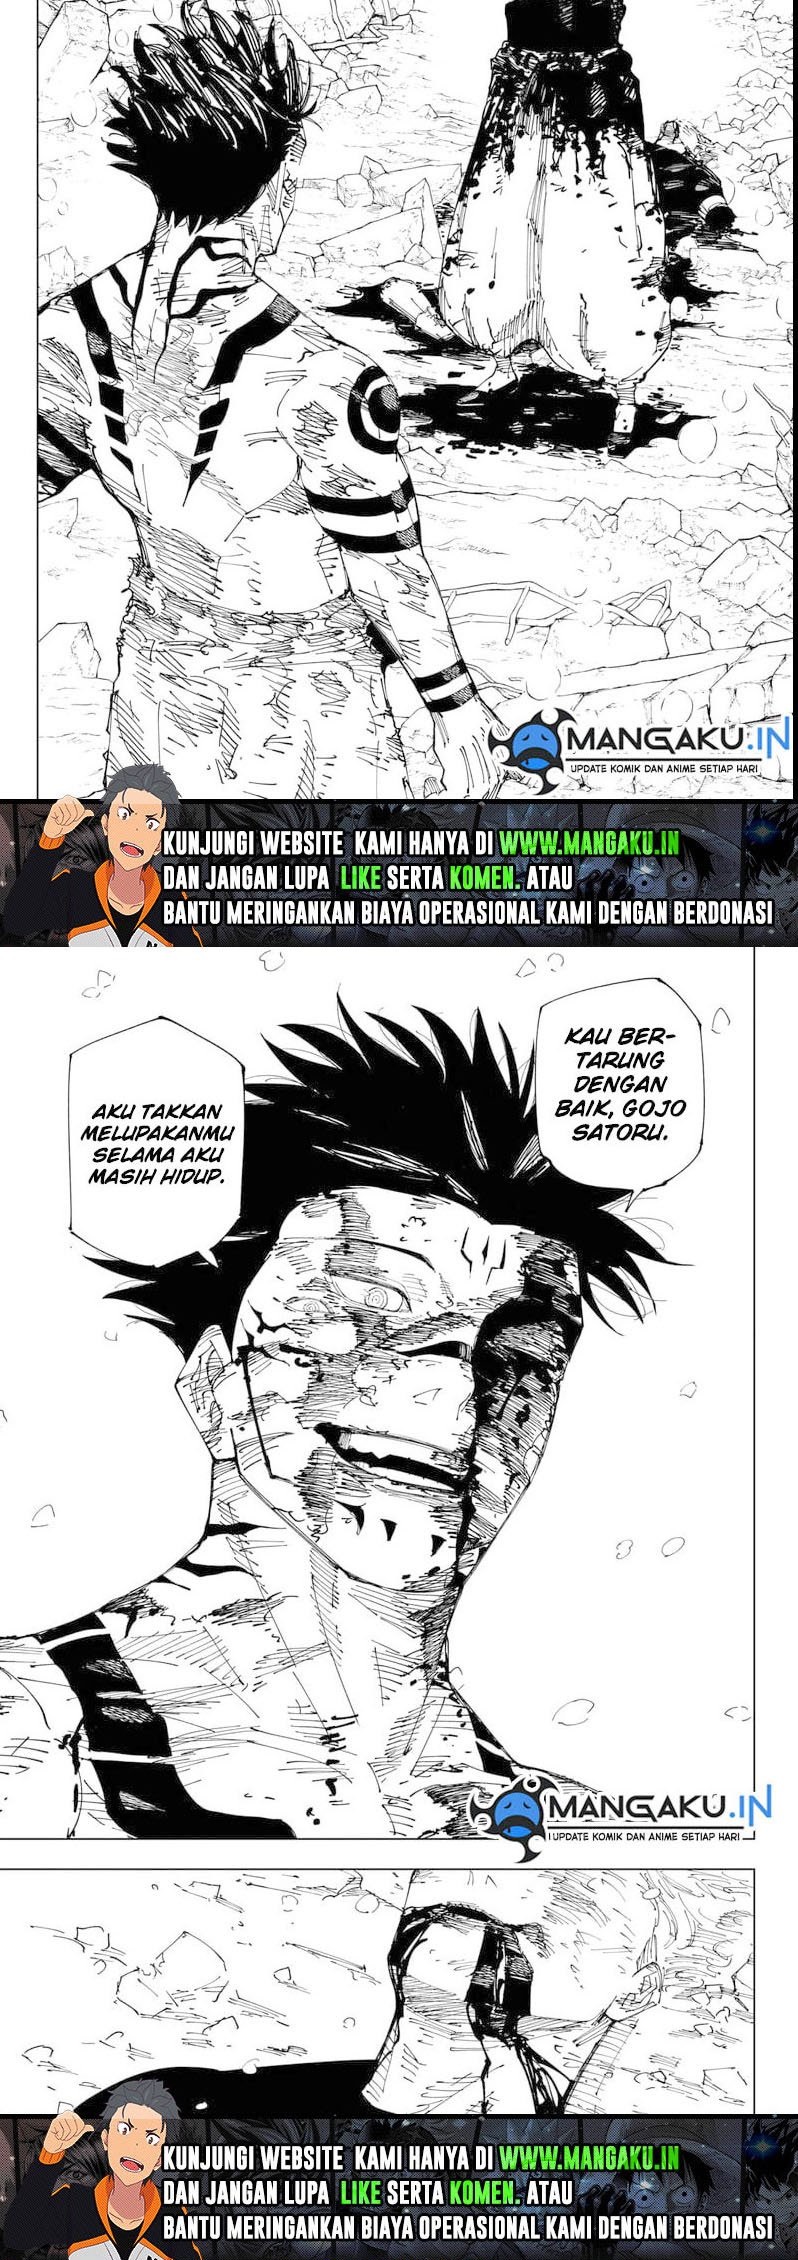 MANGAKU.IN
UPDATE KOMIK DAN ANIME SETIAP HARI
KUNJUNGI WEBSITE KAMI HANYA DI WWW.MANGAKU.IN
DAN JANGAN LUPA LIKE SERTA KOMEN. ATAU
BANTU MERINGANKAN BIAYA OPERASIONAL KAMI DENGAN BERDONASI
KAU BER-
TARUNG
DENGAN
BAIK, GOJO
SATORU.
AKU TAKKAN
MELUPAKANMU
SELAMA AKU
MASIH HIDUP.
MANGAKU.IN
UPDATE KOMIK DAN ANIME SETIAP HARI
KUNJUNGI WEBSITE KAMI HANYA DI WWW.MANGAKU.IN
DAN JANGAN LUPA LIKE SERTA KOMEN. ATAU
BANTU MERINGANKAN BIAYA OPERASIONAL KAMI DENGAN BERDONASI